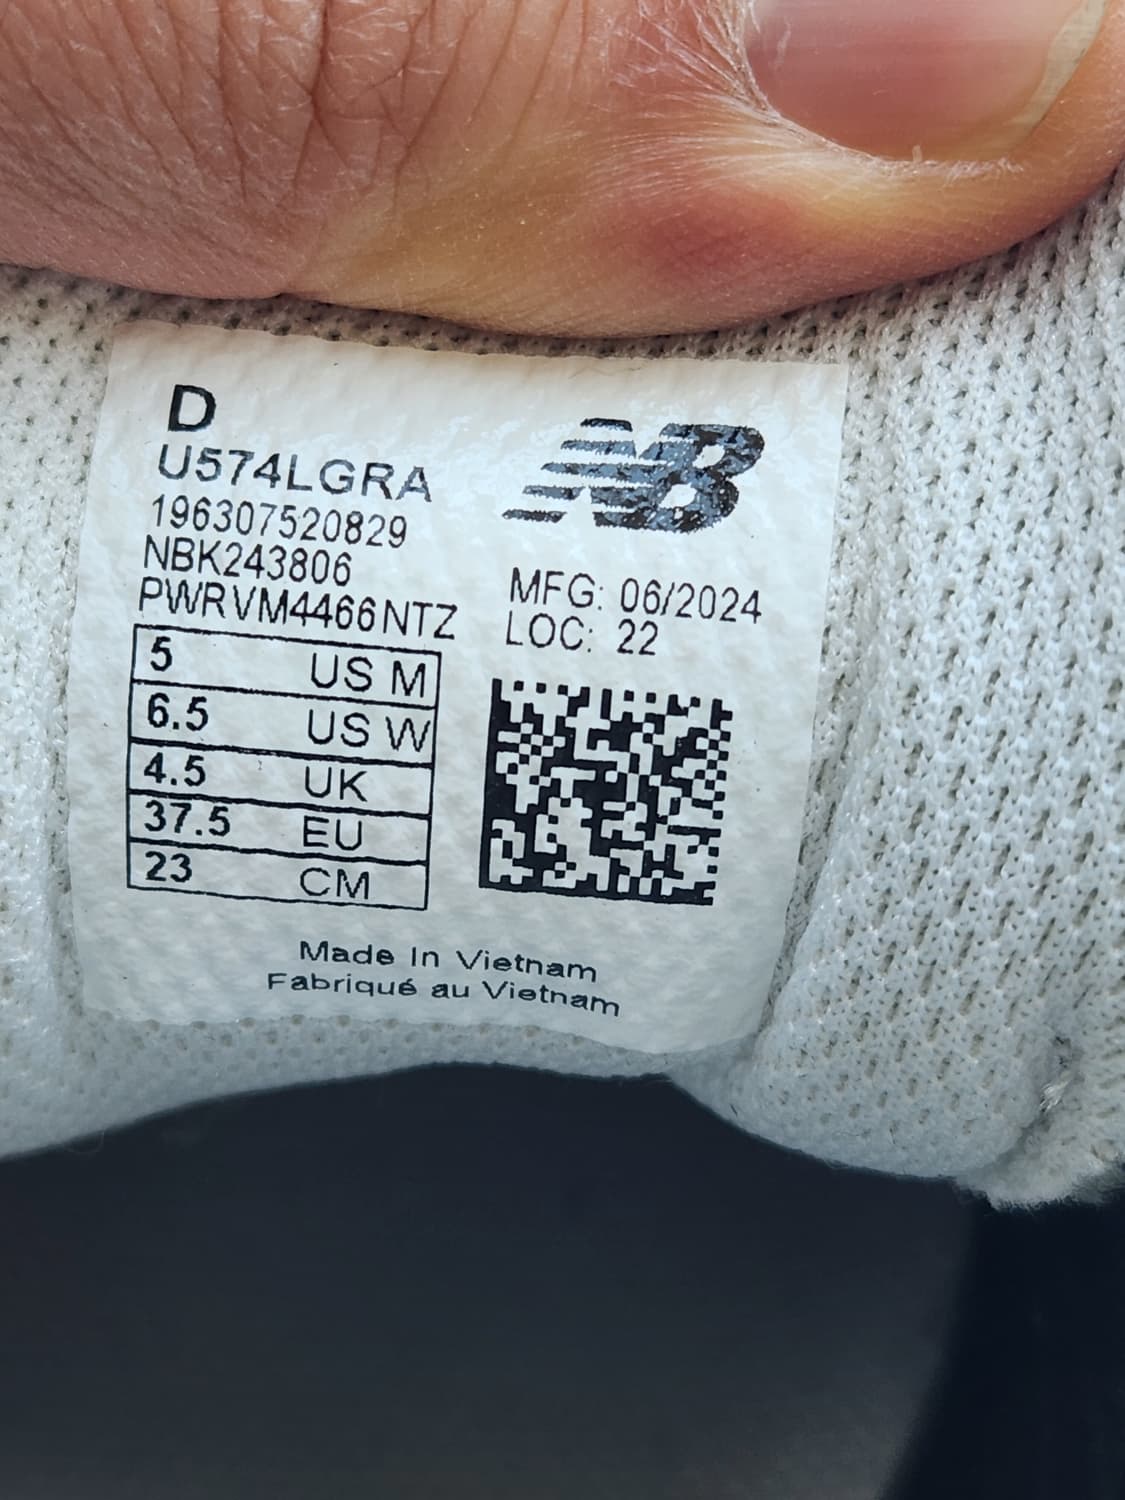 D
U574LGRA
196307520829
NBK243806
PWRVM4466NTZ
NB
MFG: 06/2024
LOC: 22
5 US M
6.5 US W
4.5 UK
37.5 EU
23 CM
Made In Vietnam
Fabriqué au Vietnam